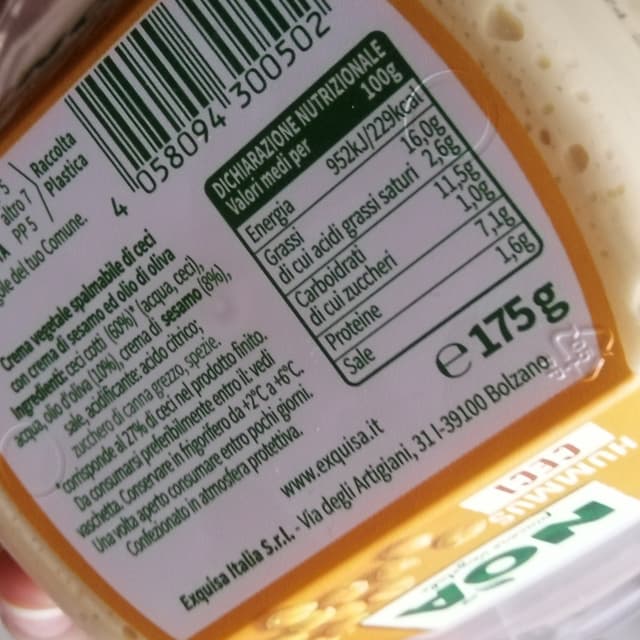 5
altro 7
PP 5
Raccolta
Plastica
del tuo Comune.
4 058094 300502
DICHIARAZIONE NUTRIZIONALE
Valori medi per 100g
Energia 952kJ/229kcal
Grassi 16,0g
di cui acidi grassi saturi 2,6g
Carboidrati 11,5g
di cui zuccheri
Proteine 7,1g
Sale 1,6g
e 175 g
Crema vegetale spalmabile di ceci
con crema di sesamo ed olio di oliva
Ingredienti: ceci cotti (60%)* (acqua, ceci),
acqua, olio d'oliva (10%), crema di sesamo (8%),
sale, acidificante: acido citrico;
zucchero di canna grezzo, spezie.
*corrisponde al 27% di ceci nel prodotto finito.
Da consumarsi preferibilmente entro il: vedi
vaschetta. Conservare in frigorifero da +2°C a +6°C
Una volta aperto consumare entro pochi giorni.
Confezionato in atmosfera protettiva.
www.exquisa.it
Exquisa Italia S.r.l. - Via degli Artigiani, 31 I-39100 Bolzano
HUMMUS
CECI
NOA